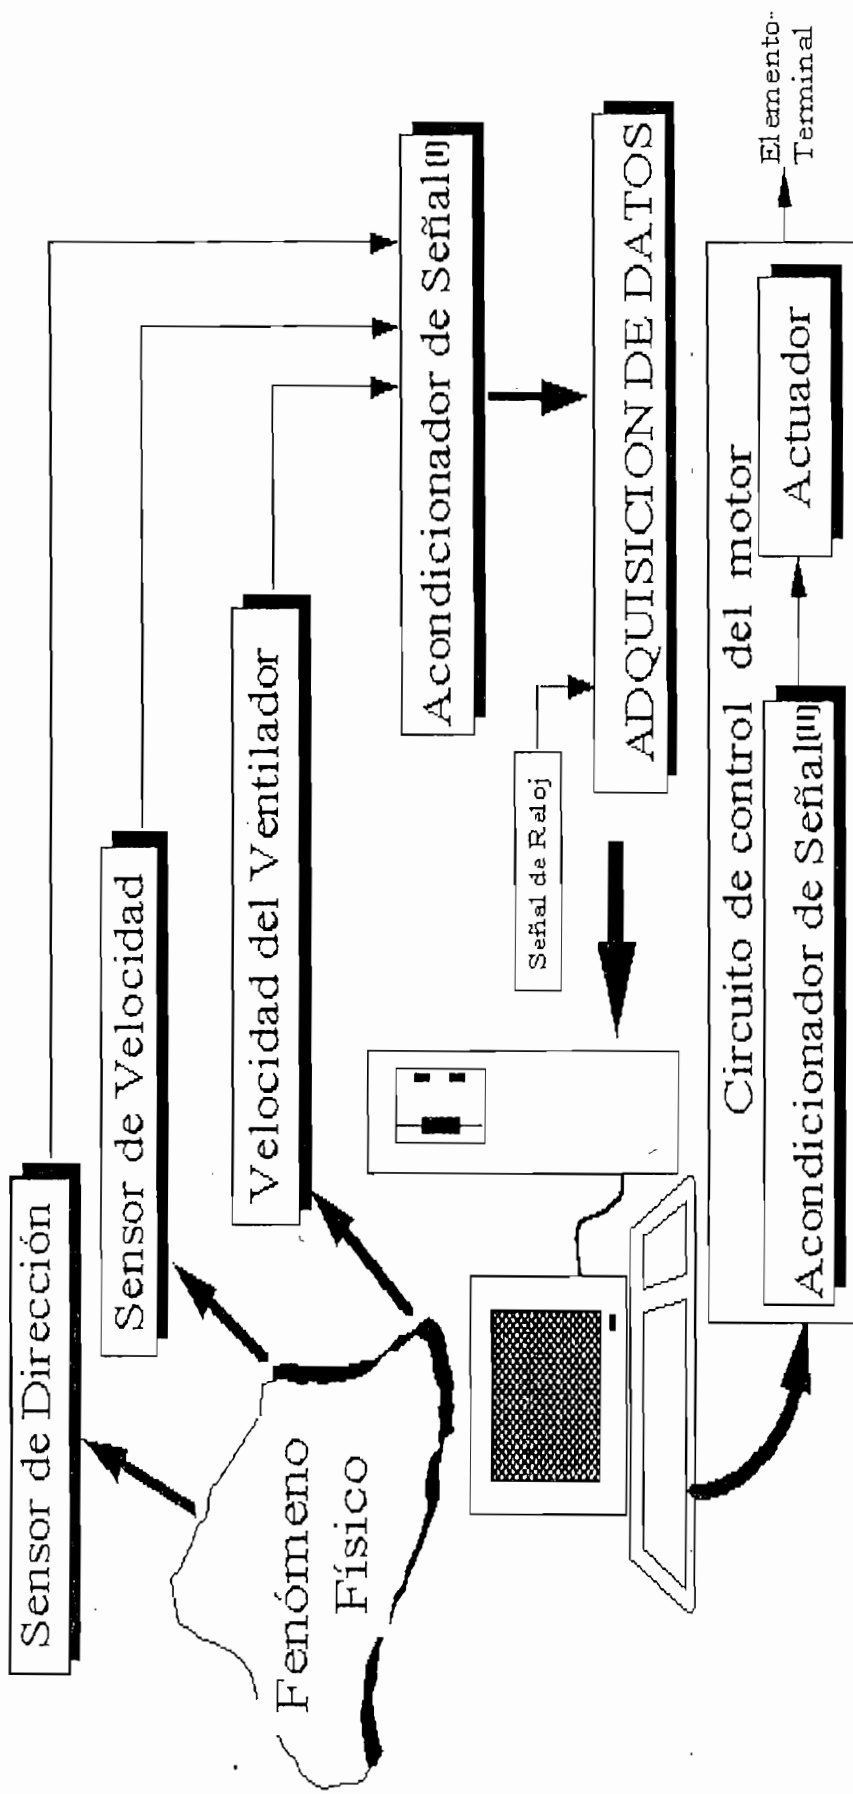 Sensor de Dirección
Sensor de Velocidad
Velocidad del Ventilador
Fenómeno
Físico
Acondicionador de Señal[I]
Señal de Reloj
ADQUISICION DE DATOS
Circuito de control del motor
Acondicionador de Señal[II]
Actuador
Elemento-
Terminal